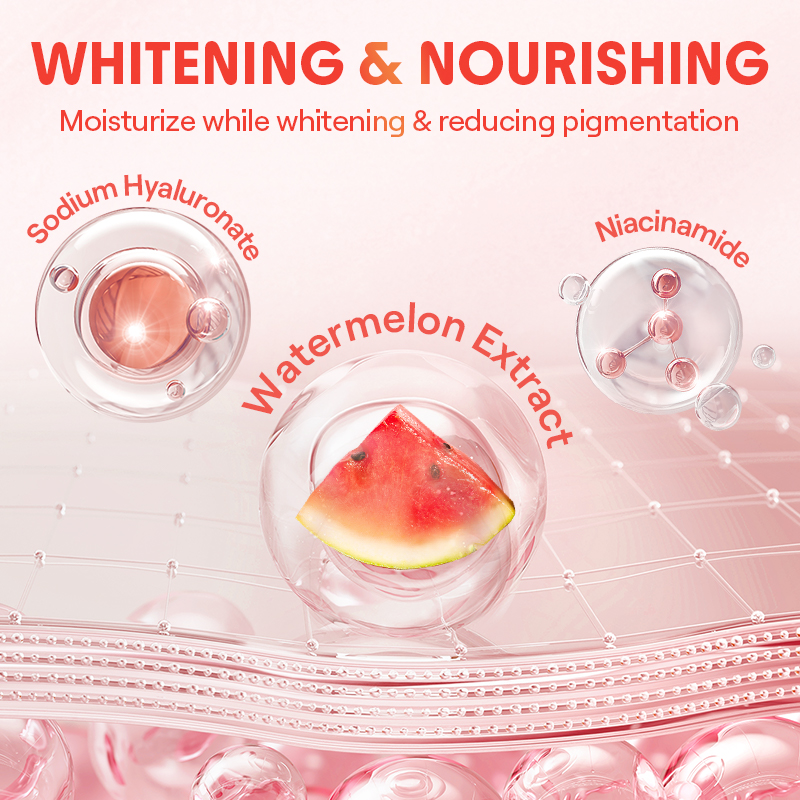 WHITENING & NOURISHING
Moisturize while whitening & reducing pigmentation
Sodium Hyaluronate
Niacinamide
Watermelon Extract